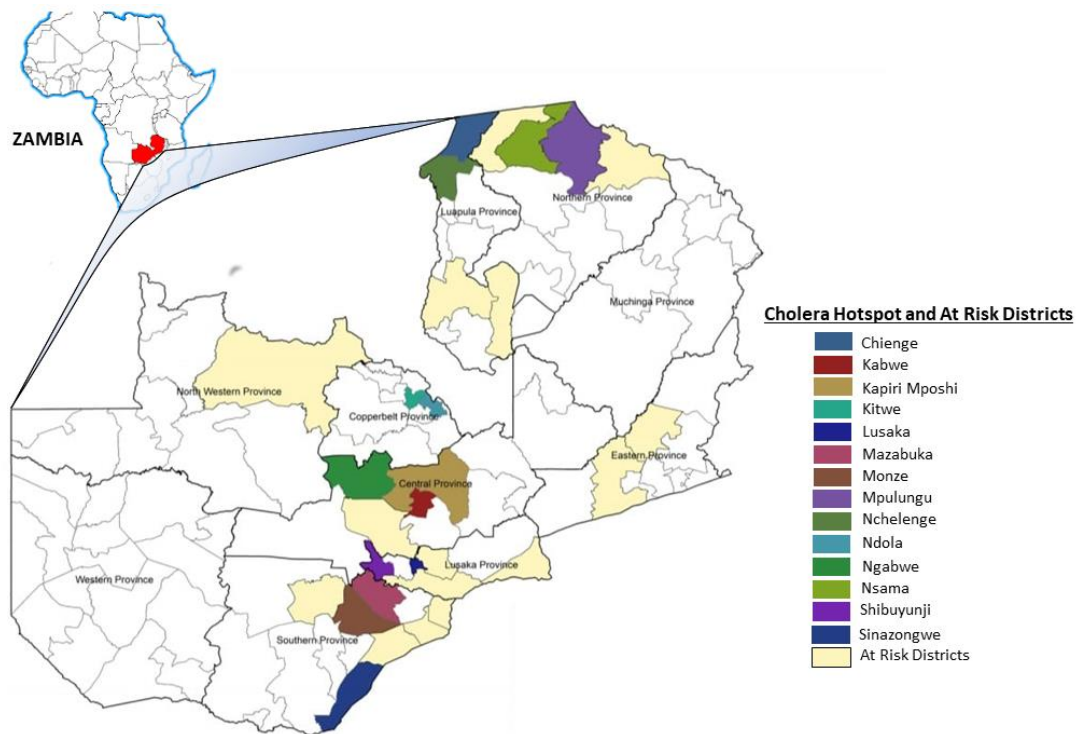 ZAMBIA
Luapula Province
Northern Province
Muchinga Province
North Western Province
Copperbelt Province
Eastern Province
Central Province
Lusaka Province
Western Province
Southern Province
Cholera Hotspot and At Risk Districts
Chienge
Kabwe
Kapiri Mposhi
Kitwe
Lusaka
Mazabuka
Monze
Mpulungu
Nchelenge
Ndola
Ngabwe
Nsama
Shibuyunji
Sinazongwe
At Risk Districts